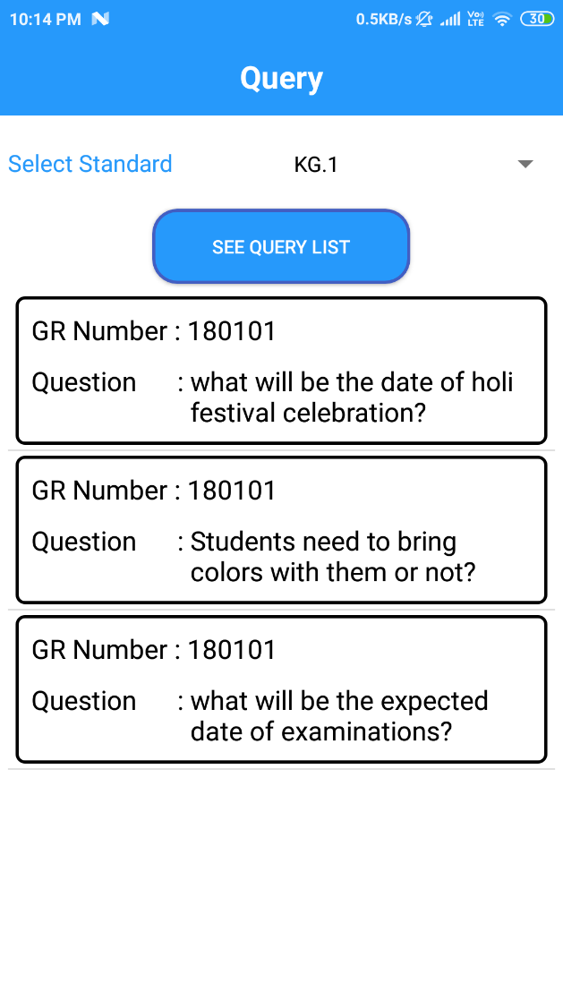 10:14 PM N 0.5KB/s Vo) LTE 30
Query
Select Standard KG.1
SEE QUERY LIST
GR Number : 180101
Question : what will be the date of holi
festival celebration?
GR Number : 180101
Question : Students need to bring
colors with them or not?
GR Number : 180101
Question : what will be the expected
date of examinations?